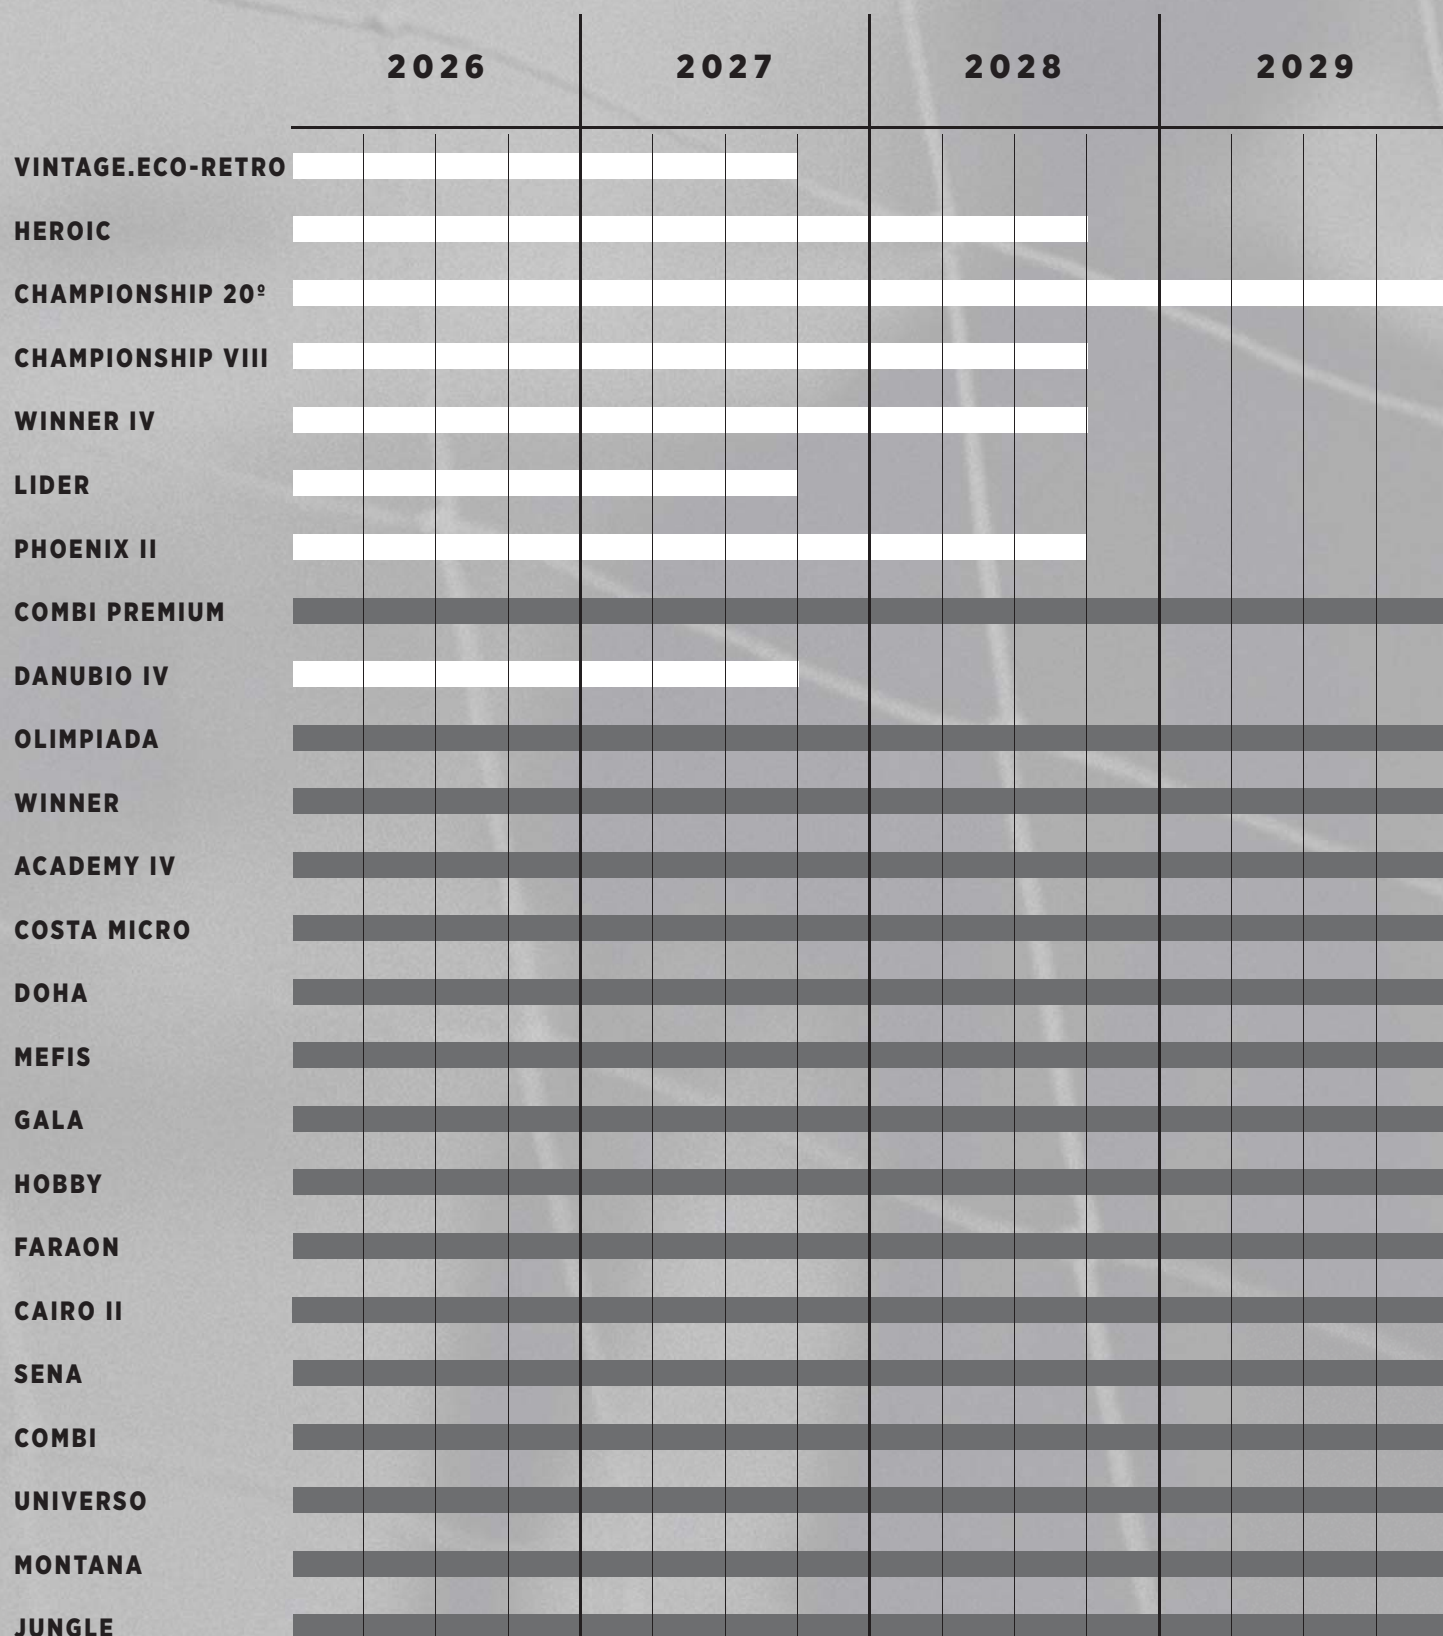 2026 2027 2028 2029
VINTAGE.ECO-RETRO
HEROIC
CHAMPIONSHIP 20º
CHAMPIONSHIP VIII
WINNER IV
LIDER
PHOENIX II
COMBI PREMIUM
DANUBIO IV
OLIMPIADA
WINNER
ACADEMY IV
COSTA MICRO
DOHA
MEFIS
GALA
HOBBY
FARAON
CAIRO II
SENA
COMBI
UNIVERSO
MONTANA
JUNGLE